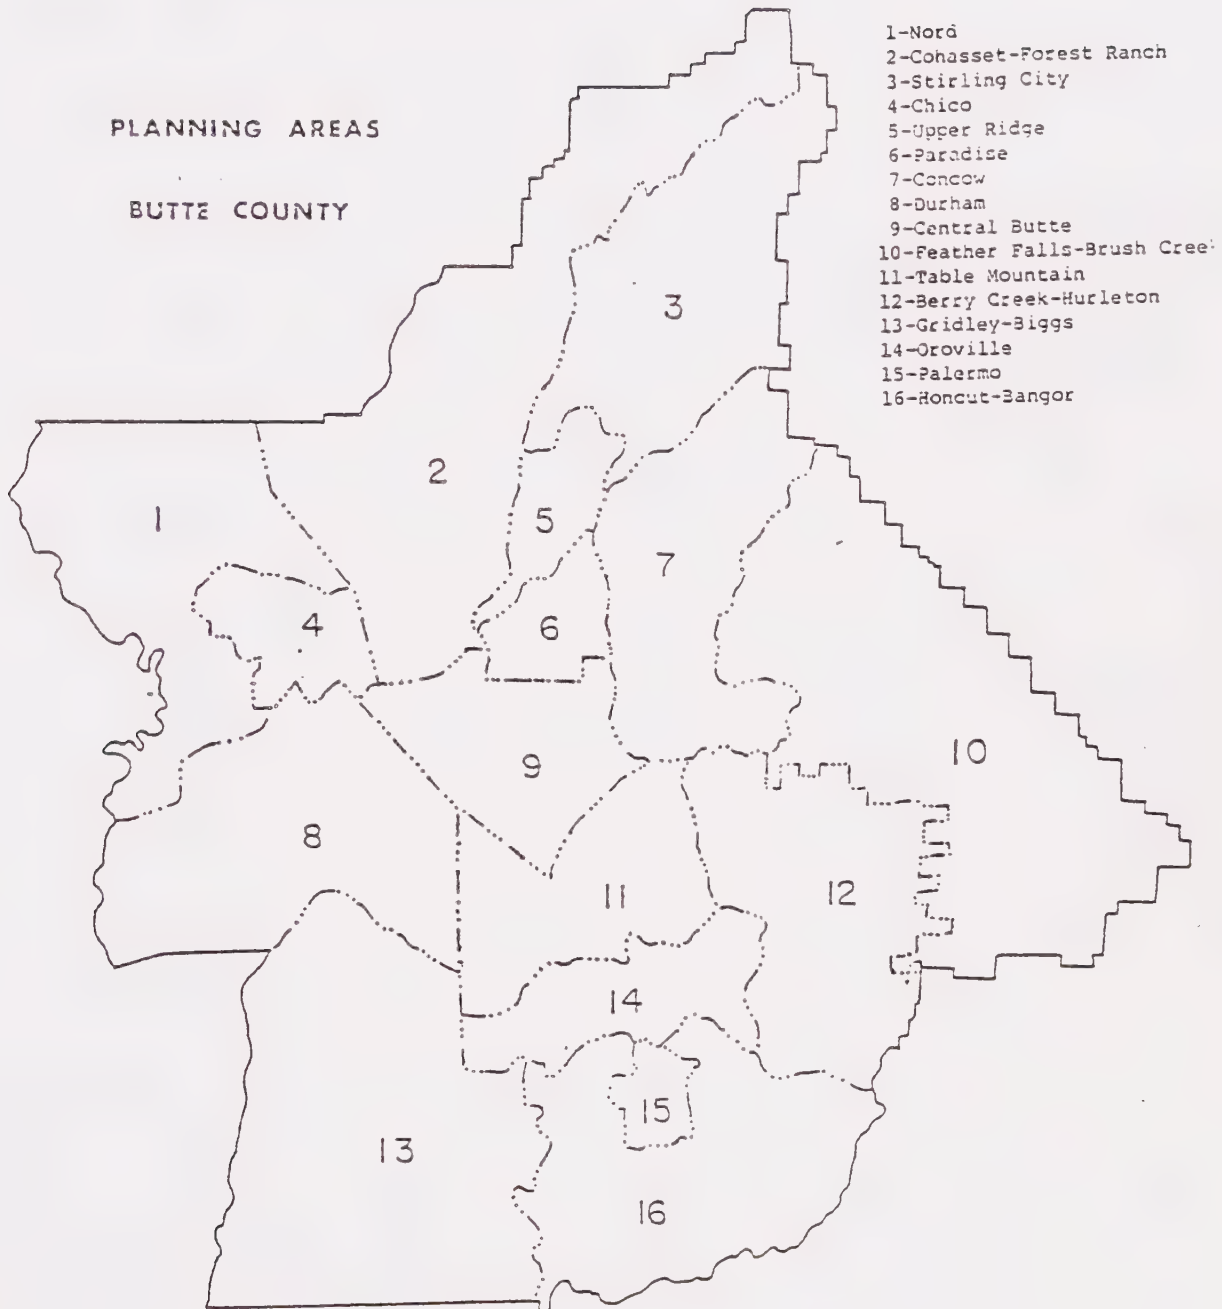 PLANNING AREAS
BUTTE COUNTY
1-Nord
2-Cohasset-Forest Ranch
3-Stirling City
4-Chico
5-Upper Ridge
6-Paradise
7-Concow
8-Durham
9-Central Butte
10-Feather Falls-Brush Cree
11-Table Mountain
12-Berry Creek-Hurleton
13-Gridley-Biggs
14-Oroville
15-Palermo
16-Honcut-Bangor
3
2
1
5
7
4
6
9
10
8
11
12
14
15
13
16